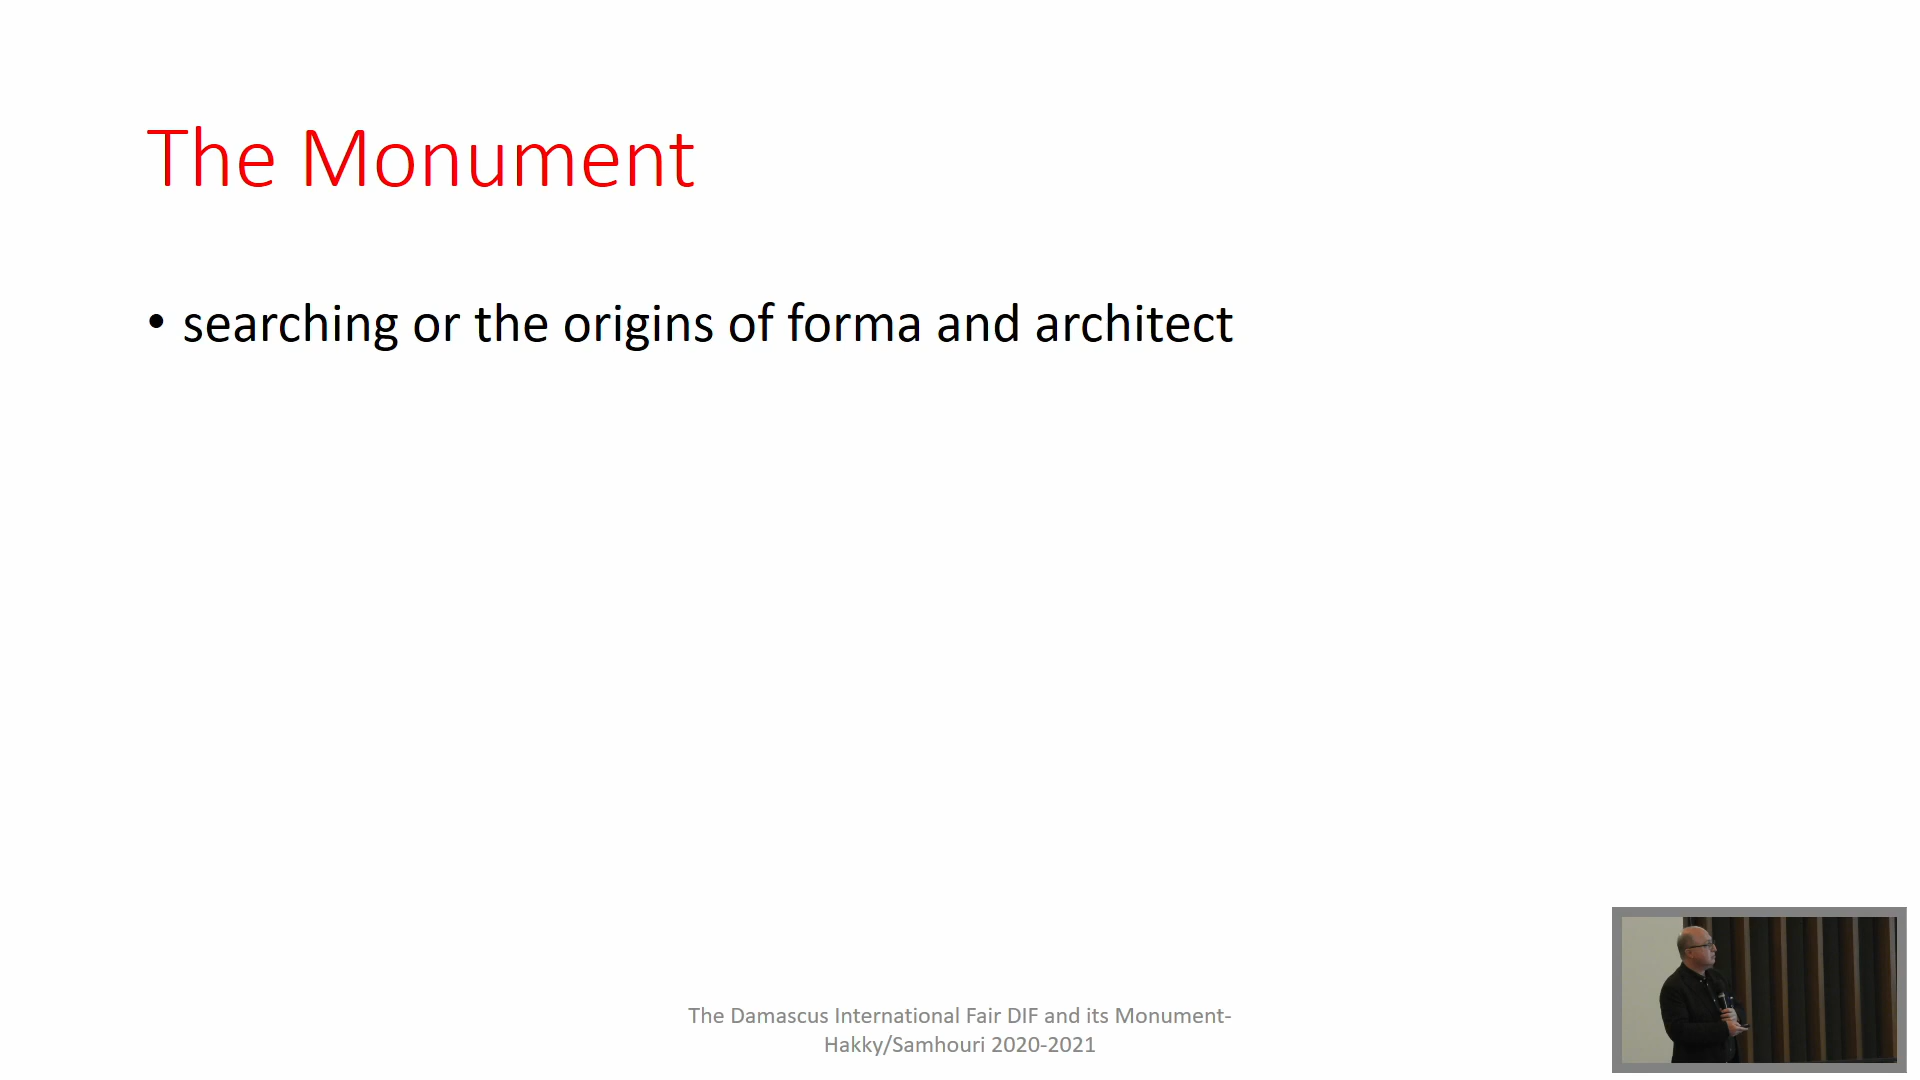 The Monument
• searching or the origins of forma and architect
The Damascus International Fair DIF and its Monument-
Hakky/Samhouri 2020-2021